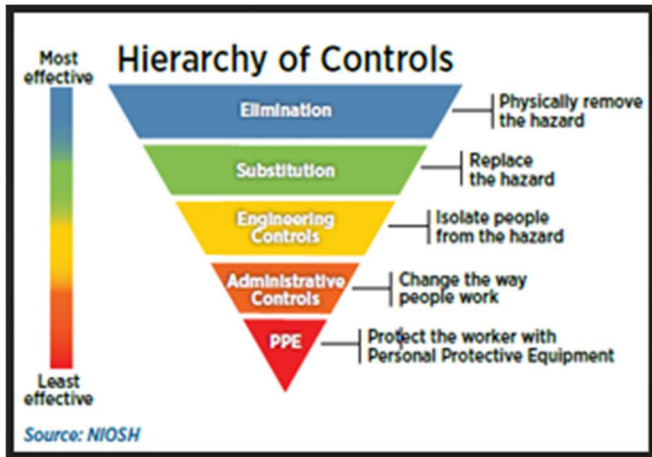 Hierarchy of Controls
Most
effective
Elimination
Physically remove
the hazard
Substitution
Replace
the hazard
Engineering
Controls
Isolate people
from the hazard
Administrative
Controls
Change the way
people work
PPE
Protect the worker with
Personal Protective Equipment
Least
effective
Source: NIOSH